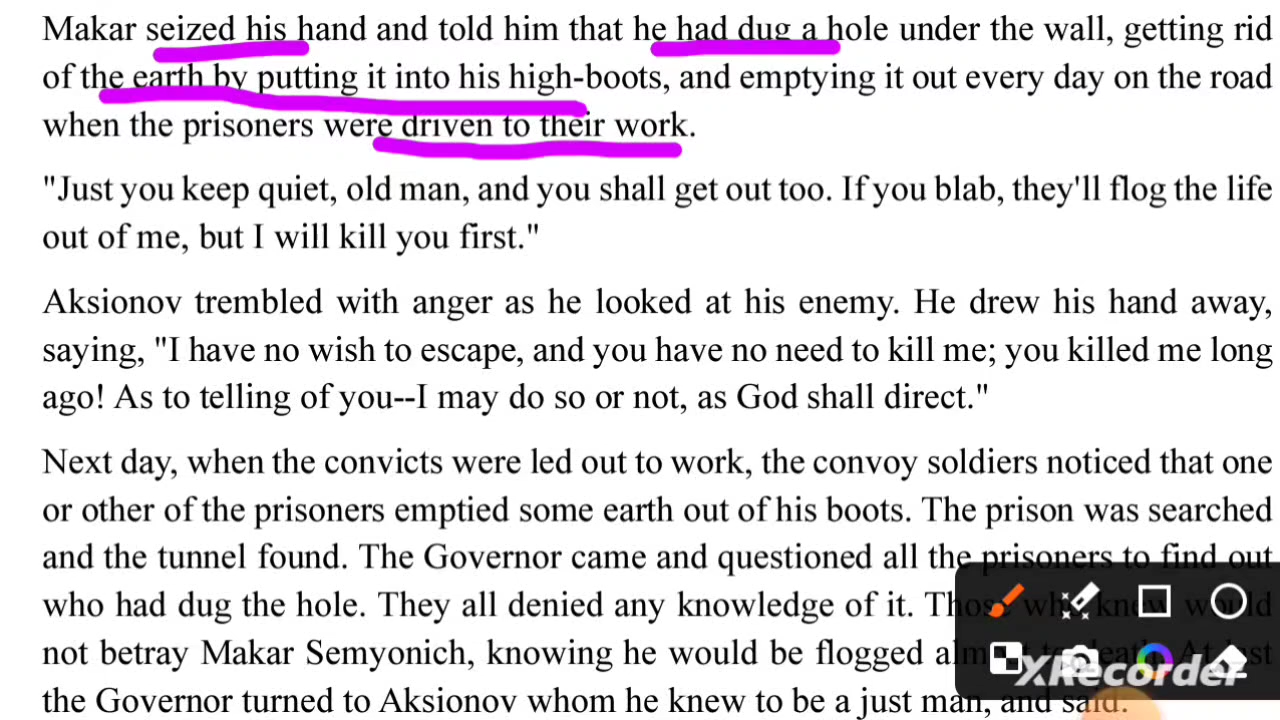 Makar seized his hand and told him that he had dug a hole under the wall, getting rid
of the earth by putting it into his high-boots, and emptying it out every day on the road
when the prisoners were driven to their work.
"Just you keep quiet, old man, and you shall get out too. If you blab, they'll flog the life
out of me, but I will kill you first."
Aksionov trembled with anger as he looked at his enemy. He drew his hand away,
saying, "I have no wish to escape, and you have no need to kill me; you killed me long
ago! As to telling of you--I may do so or not, as God shall direct."
Next day, when the convicts were led out to work, the convoy soldiers noticed that one
or other of the prisoners emptied some earth out of his boots. The prison was searched
and the tunnel found. The Governor came and questioned all the prisoners to find out
who had dug the hole. They all denied any knowledge of it. Those who knew would
not betray Makar Semyonich, knowing he would be flogged
the Governor turned to Aksionov whom he knew to be a just man, and said:
XRecorder